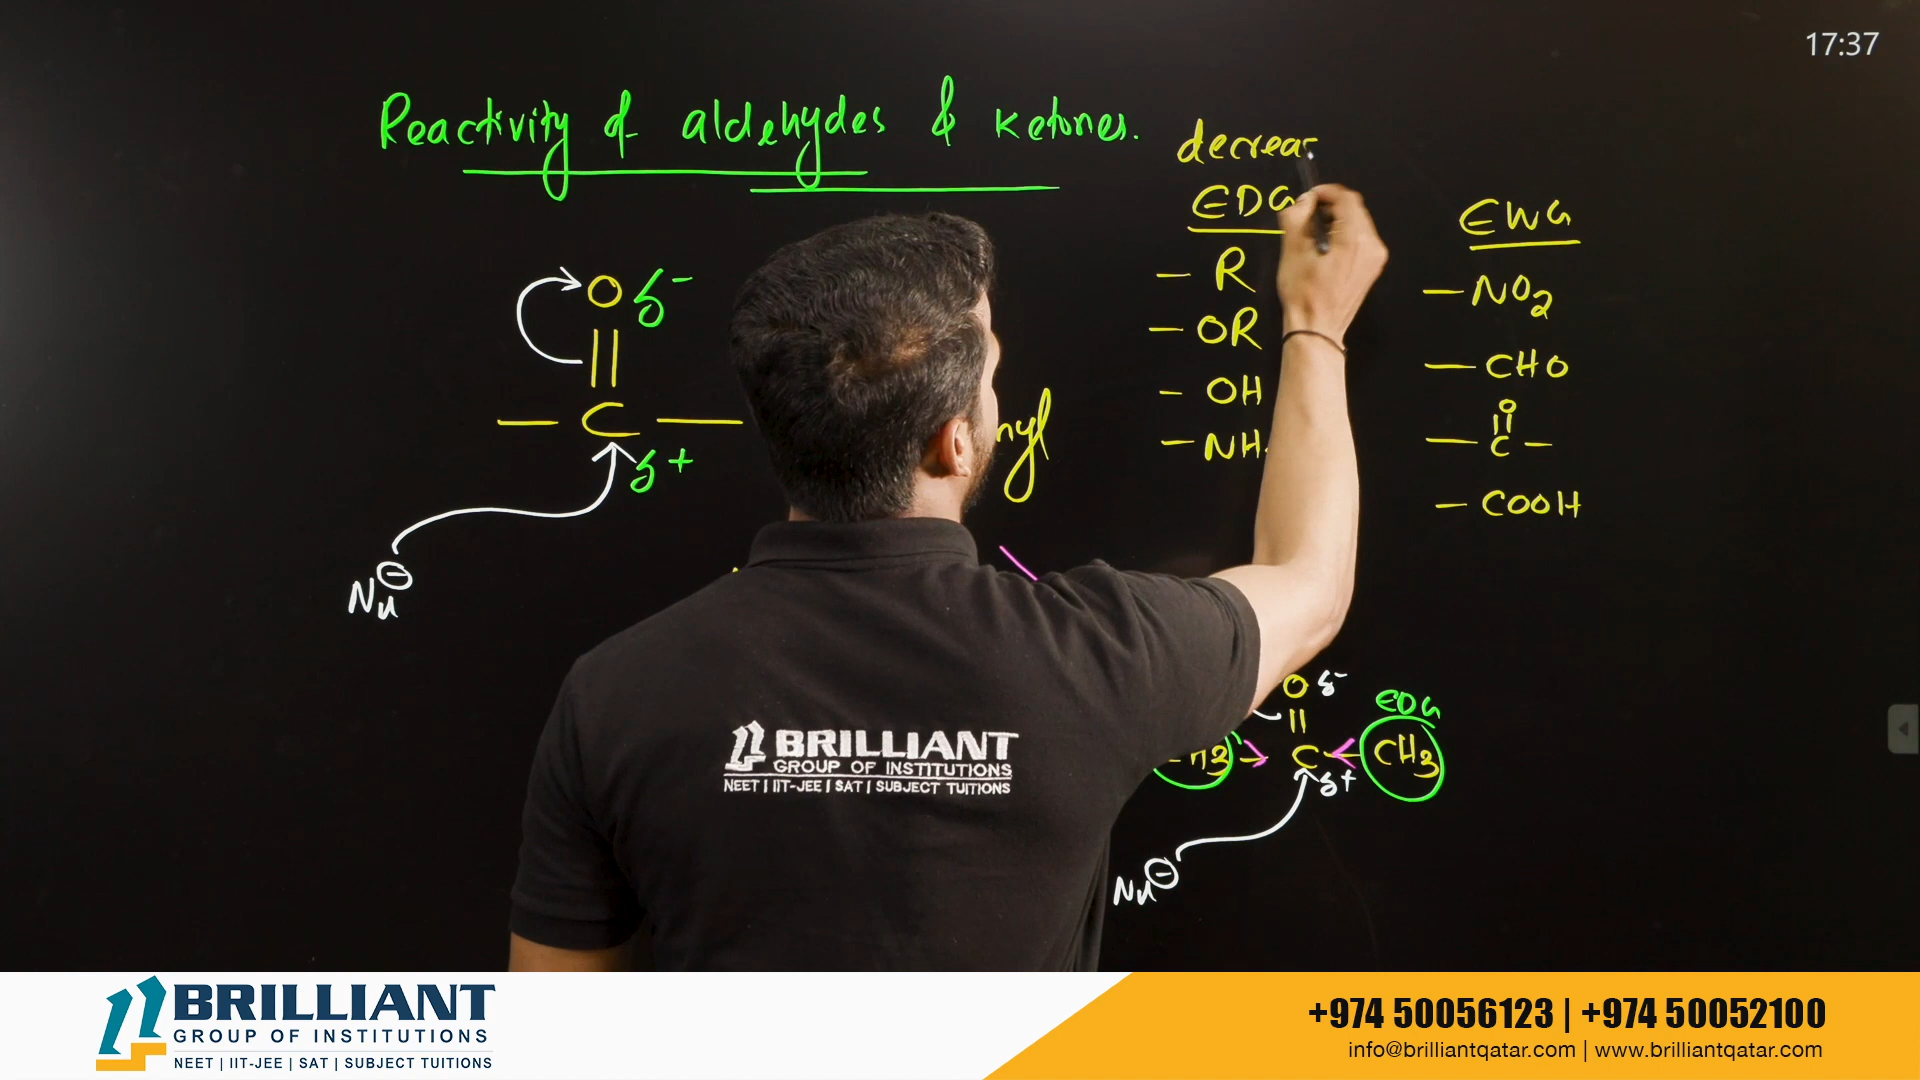 17:37
Reactivity of aldehydes & ketones.
decreas
EDG
EWG
- R
- OR
- OH
- NH
- NO2
- CHO
O
- C -
- COOH
O δ-
- C -
δ+
Nu-
O δ-
EDG
C
CH3
δ+
Nu-
BRILLIANT
GROUP OF INSTITUTIONS
NEET | IIT-JEE | SAT | SUBJECT TUITIONS
BRILLIANT
GROUP OF INSTITUTIONS
NEET | IIT-JEE | SAT | SUBJECT TUITIONS
+974 50056123 | +974 50052100
info@brilliantqatar.com | www.brilliantqatar.com